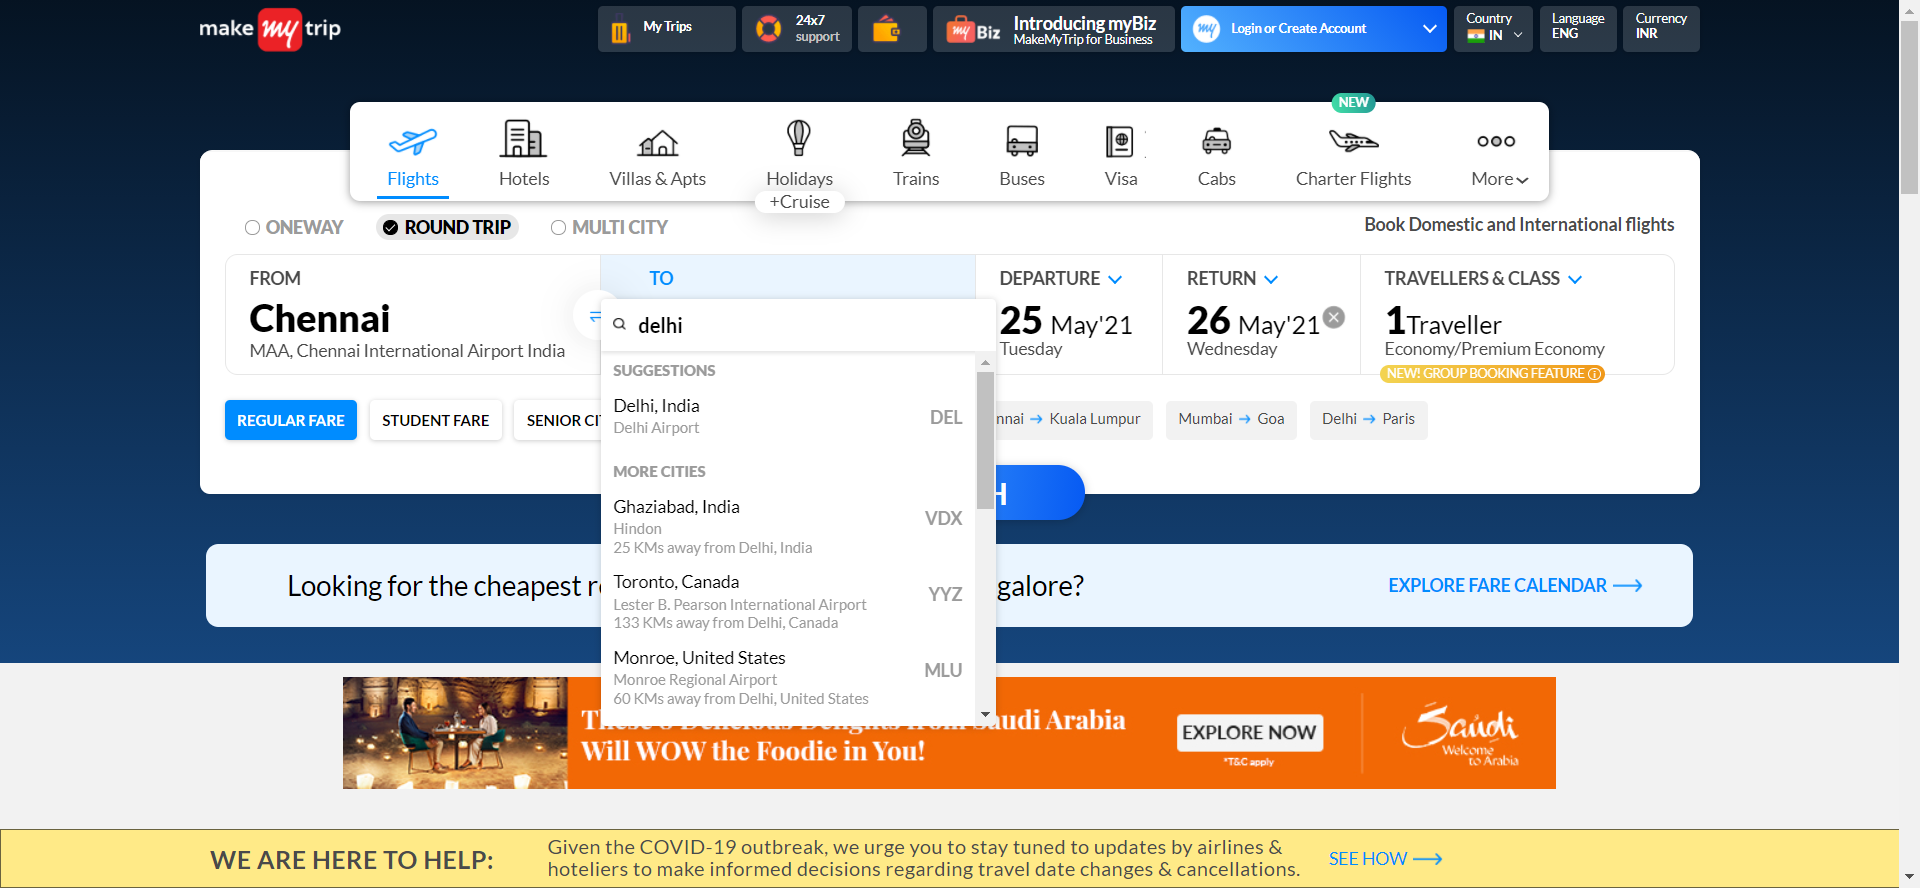 make my trip
My Trips
24x7
support
my Biz
Introducing myBiz
MakeMyTrip for Business
my
Login or Create Account
Country
IN
Language
ENG
Currency
INR
NEW
Flights
Hotels
Villas & Apts
Holidays
+Cruise
Trains
Buses
Visa
Cabs
Charter Flights
More
ONEWAY
ROUND TRIP
MULTI CITY
Book Domestic and International flights
FROM
Chennai
MAA, Chennai International Airport India
TO
delhi
DEPARTURE
25 May'21
Tuesday
RETURN
26 May'21
Wednesday
TRAVELLERS & CLASS
1Traveller
Economy/Premium Economy
NEW! GROUP BOOKING FEATURE
SUGGESTIONS
Delhi, India
Delhi Airport
DEL
MORE CITIES
Ghaziabad, India
Hindon
25 KMs away from Delhi, India
VDX
Toronto, Canada
Lester B. Pearson International Airport
133 KMs away from Delhi, Canada
YYZ
Monroe, United States
Monroe Regional Airport
60 KMs away from Delhi, United States
MLU
REGULAR FARE
STUDENT FARE
SENIOR
nnai → Kuala Lumpur
Mumbai → Goa
Delhi → Paris
H
Looking for the cheapest
galore?
EXPLORE FARE CALENDAR
from Saudi Arabia
Will WOW the Foodie in You!
EXPLORE NOW
*T&C apply
Saudi
Welcome
to Arabia
WE ARE HERE TO HELP:
Given the COVID-19 outbreak, we urge you to stay tuned to updates by airlines &
hoteliers to make informed decisions regarding travel date changes & cancellations.
SEE HOW